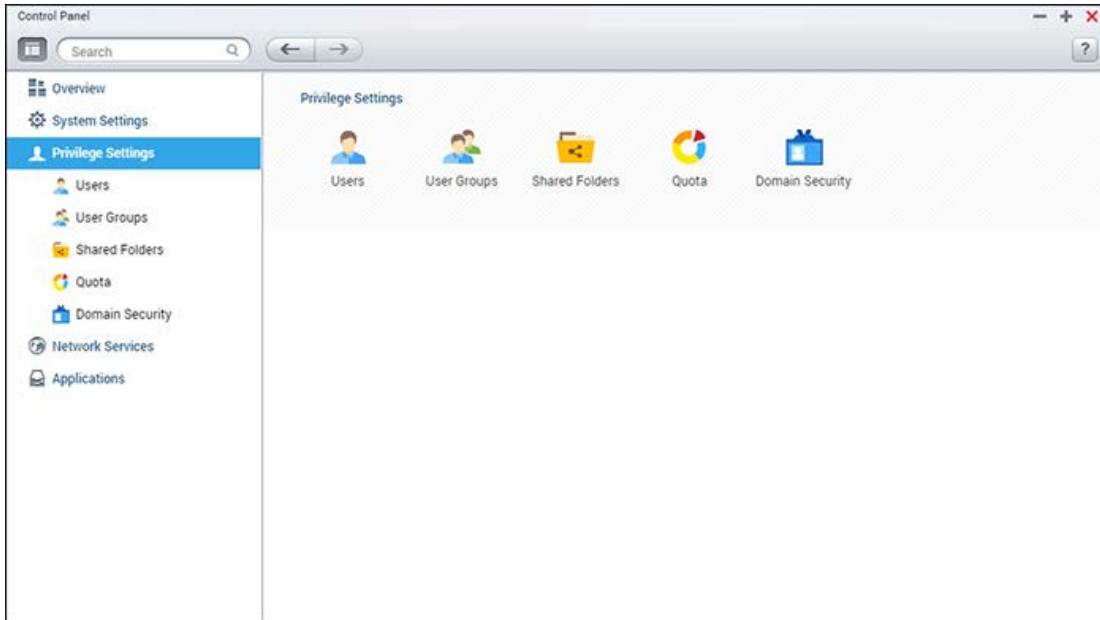 Control Panel
Search
?
Overview
System Settings
Privilege Settings
Users
User Groups
Shared Folders
Quota
Domain Security
Network Services
Applications
Privilege Settings
Users User Groups Shared Folders Quota Domain Security